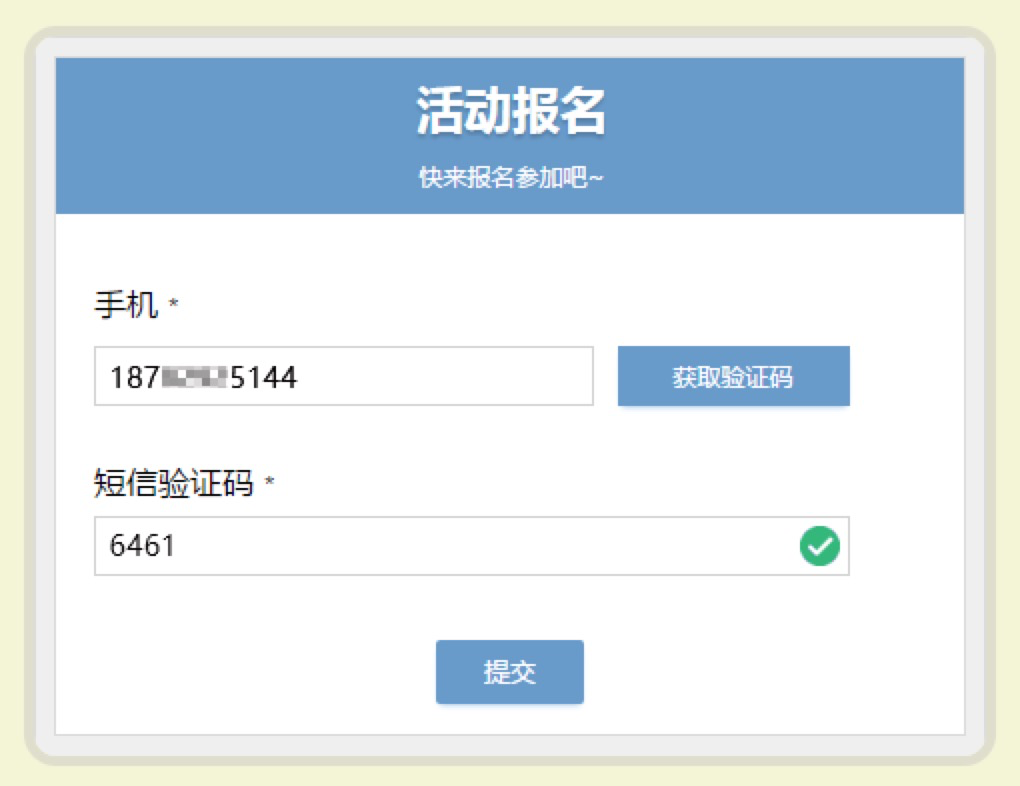 活动报名
快来报名参加吧~
手机 *
187 5144 获取验证码
短信验证码 *
6461
提交